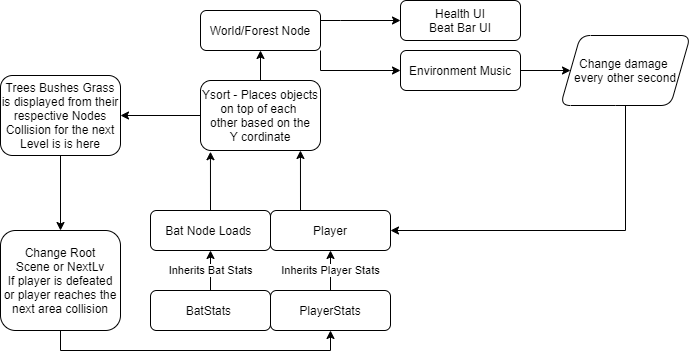 Health UI
Beat Bar UI
World/Forest Node
Environment Music
Change damage
every other second
Trees Bushes Grass
is displayed from their
respective Nodes
Collision for the next
Level is is here
Ysort - Places objects
on top of each
other based on the
Y cordinate
Bat Node Loads
Player
Change Root
Scene or NextLv
If player is defeated
or player reaches the
next area collision
Inherits Bat Stats
Inherits Player Stats
BatStats
PlayerStats